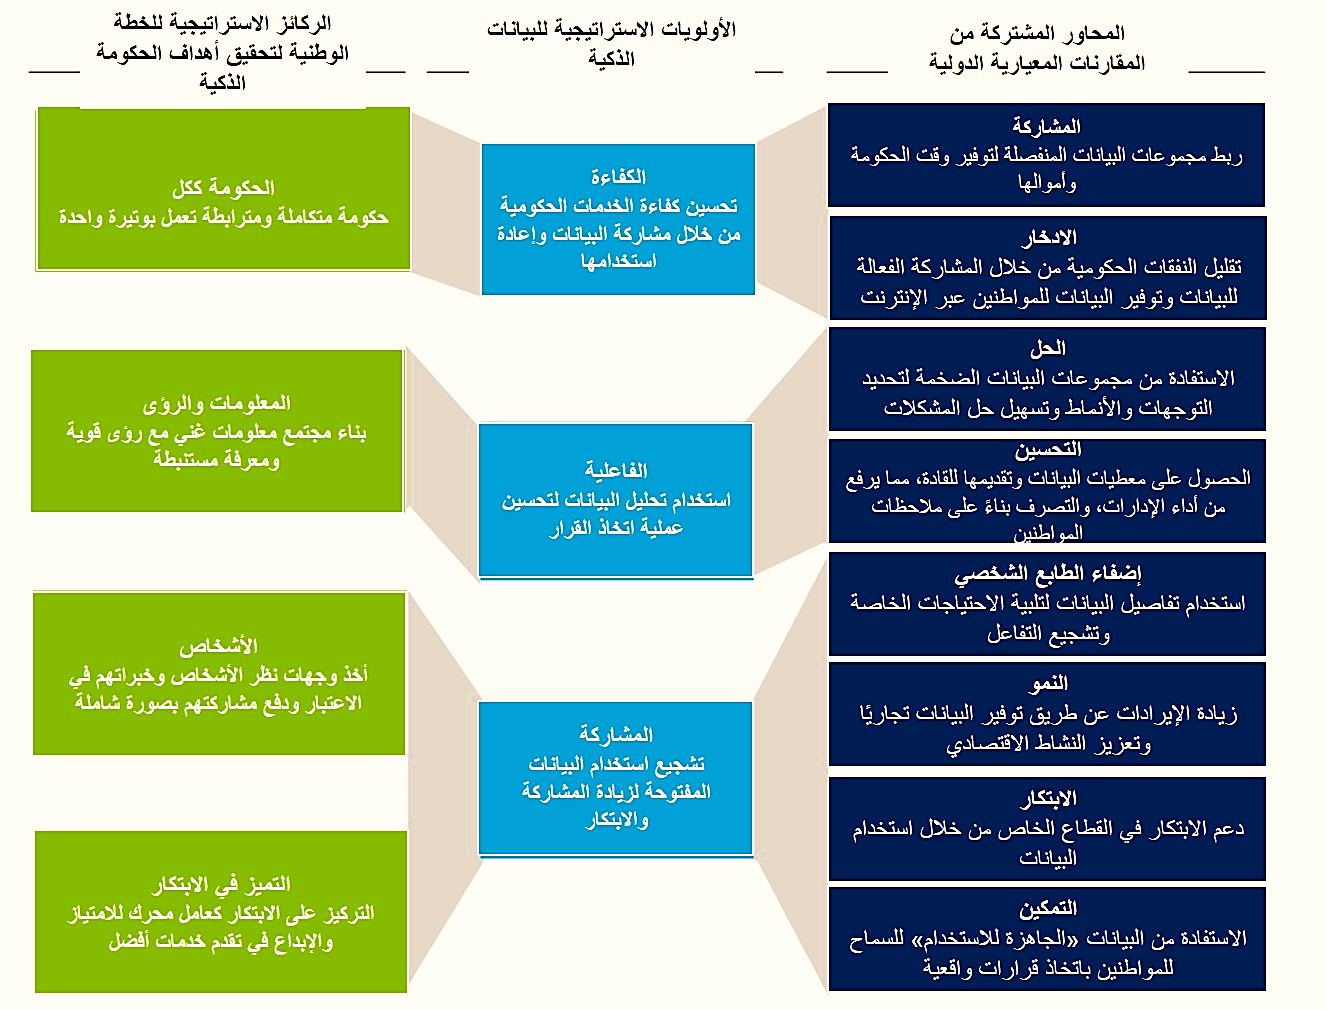 المحاور المشتركة من
المقارنات المعيارية الدولية
المشاركة
ربط مجموعات البيانات المنفصلة لتوفير وقت الحكومة
وأموالها
الادخار
تقليل النفقات الحكومية من خلال المشاركة الفعالة
للبيانات وتوفير البيانات للمواطنين عبر الإنترنت
الحل
الاستفادة من مجموعات البيانات الضخمة لتحديد
التوجهات والأنماط وتسهيل حل المشكلات
التحسين
الحصول على معطيات البيانات وتقديمها للقادة، مما يرفع
من أداء الإدارات، والتصرف بناءً على ملاحظات
المواطنين
إضفاء الطابع الشخصي
استخدام تفاصيل البيانات لتلبية الاحتياجات الخاصة
وتشجيع التفاعل
النمو
زيادة الإيرادات عن طريق توفير البيانات تجاريًا
وتعزيز النشاط الاقتصادي
الابتكار
دعم الابتكار في القطاع الخاص من خلال استخدام
البيانات
التمكين
الاستفادة من البيانات «الجاهزة للاستخدام» للسماح
للمواطنين باتخاذ قرارات واقعية
الأولويات الاستراتيجية للبيانات
الذكية
الكفاءة
تحسين كفاءة الخدمات الحكومية
من خلال مشاركة البيانات وإعادة
استخدامها
الفاعلية
استخدام تحليل البيانات لتحسين
عملية اتخاذ القرار
المشاركة
تشجيع استخدام البيانات
المفتوحة لزيادة المشاركة
والابتكار
الركائز الاستراتيجية للخطة
الوطنية لتحقيق أهداف الحكومة
الذكية
الحكومة ككل
حكومة متكاملة ومترابطة تعمل بوتيرة واحدة
المعلومات والرؤى
بناء مجتمع معلومات غني مع رؤى قوية
ومعرفة مستنبطة
الأشخاص
أخذ وجهات نظر الأشخاص وخبراتهم في
الاعتبار ودفع مشاركتهم بصورة شاملة
التميز في الابتكار
التركيز على الابتكار كعامل محرك للامتياز
والإبداع في تقدم خدمات أفضل